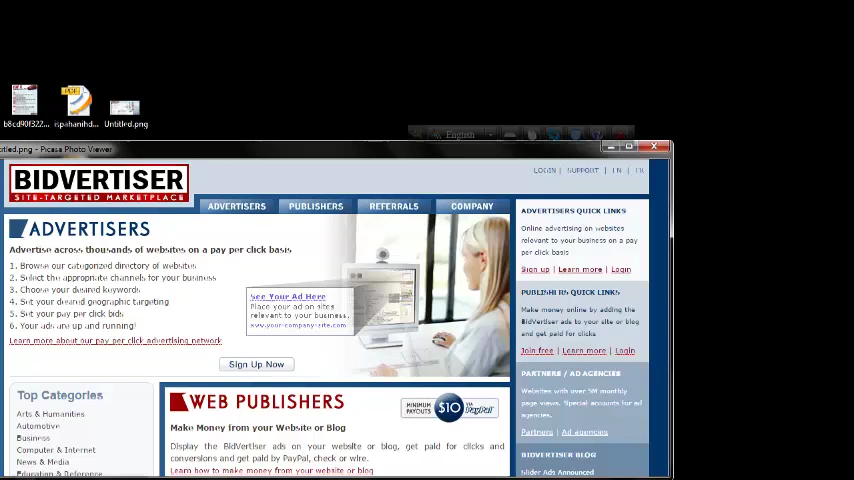 b8cd90f322...
ispahanihd...
Untitled.png
English
titled.png - Picasa Photo Viewer
LOGIN | SUPPORT |
BIDVERTISER
SITE-TARGETED MARKETPLACE
ADVERTISERS PUBLISHERS REFERRALS COMPANY
ADVERTISERS
Advertise across thousands of websites on a pay per click basis
1. Browse our categorized directory of websites
2. Select the appropriate channels for your business
3. Choose your desired keywords
4. Set your desired geographic targeting
5. Set your pay per click bids
6. Your ads are up and running!
Learn more about our pay per click advertising network
See Your Ad Here
Place your ad on sites
relevant to your business.
www.your-company-site.com
Sign Up Now
ADVERTISERS QUICK LINKS
Online advertising on websites
relevant to your business on a pay
per click basis
Sign up | Learn more | Login
PUBLISHERS QUICK LINKS
Make money online by adding the
BidVertiser ads to your site or blog
and get paid for clicks
Join free | Learn more | Login
PARTNERS / AD AGENCIES
Websites with over 5M monthly
page views. Special accounts for ad
agencies.
Partners | Ad agencies
BIDVERTISER BLOG
Slider Ads Announced
Top Categories
Arts & Humanities
Automotive
Business
Computer & Internet
News & Media
Education & Reference
WEB PUBLISHERS
MINIMUM PAYOUTS $10 VIA PayPal
Make Money from your Website or Blog
Display the BidVertiser ads on your website or blog, get paid for clicks and
conversions and get paid by PayPal, check or wire.
Learn how to make money from your website or blog